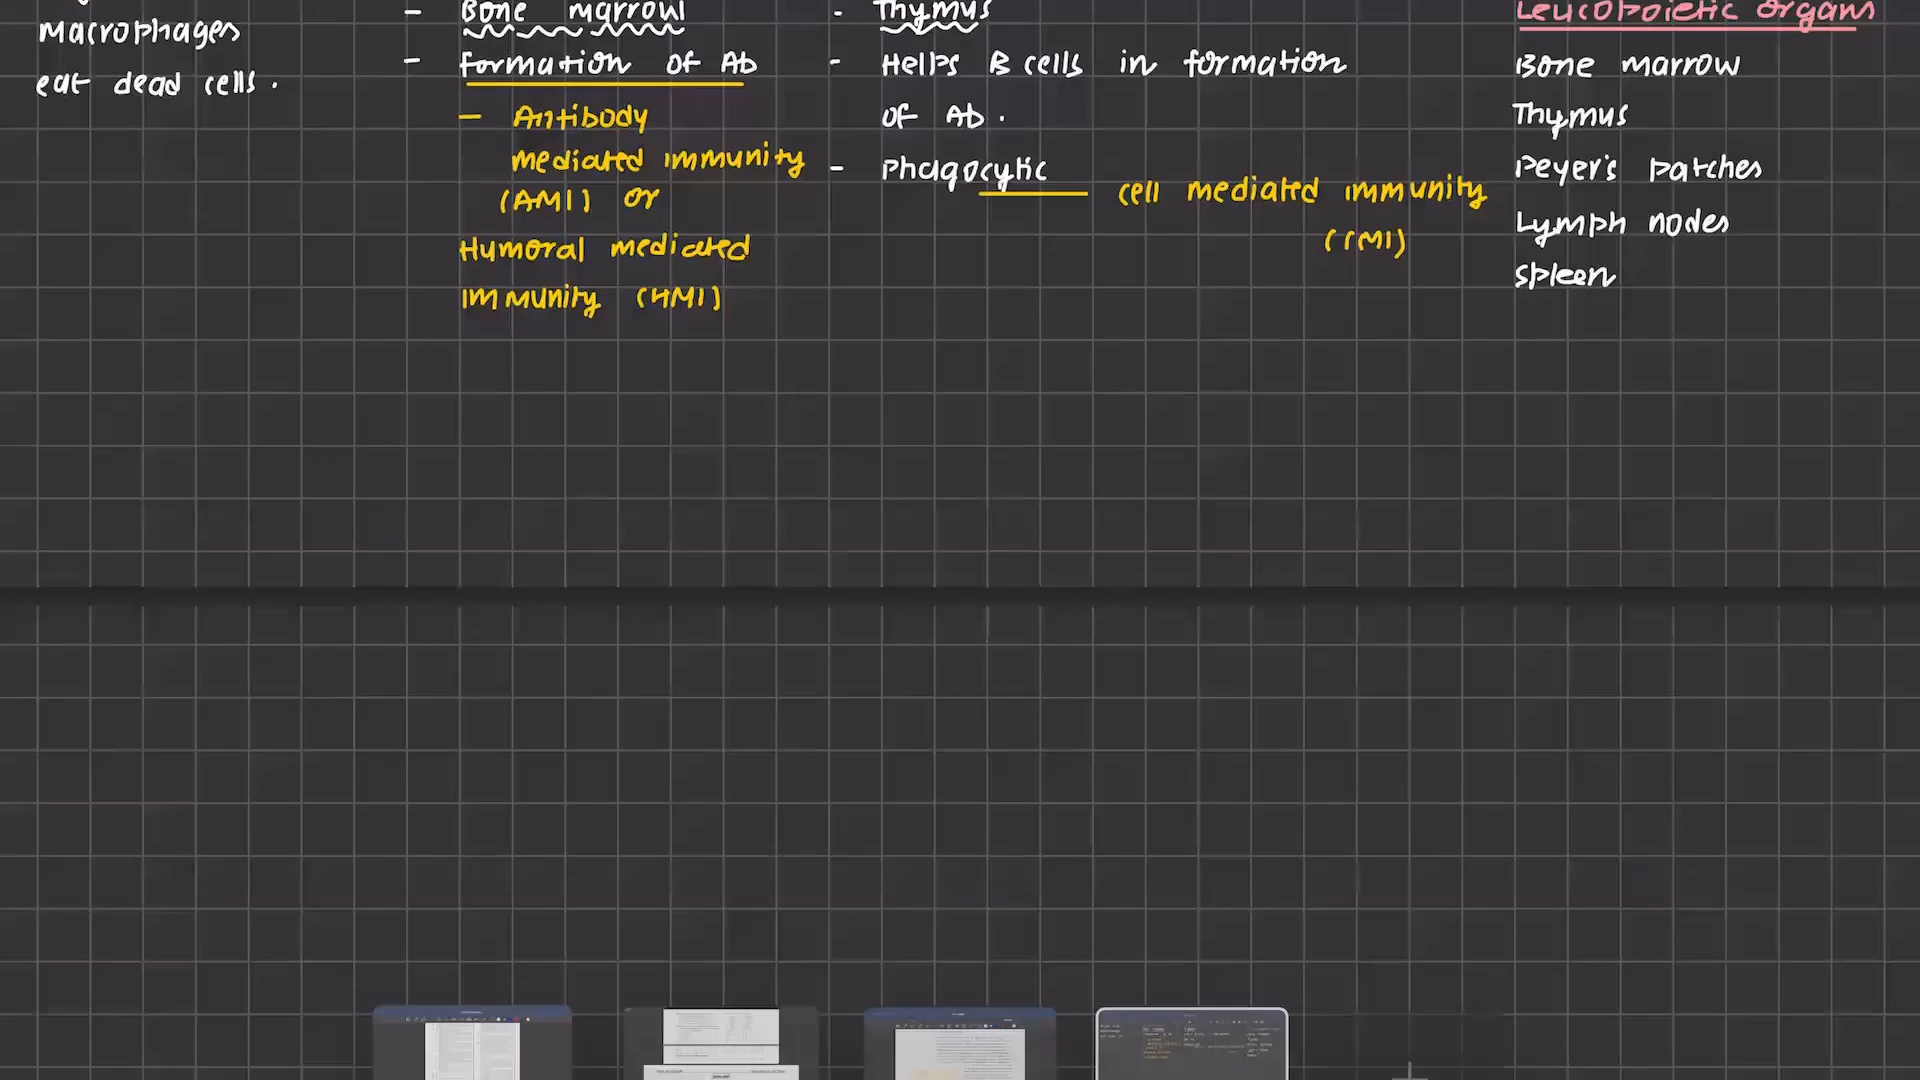 Macrophages
eat dead cells.
- Bone marrow
- formation of Ab
- Antibody
mediated immunity
(AMI) or
Humoral mediated
immunity (HMI)
- Thymus
- Helps B cells in formation
of Ab.
- Phagocytic
cell mediated immunity
(CMI)
Leucopoietic organs
Bone marrow
Thymus
Peyer's patches
Lymph nodes
Spleen